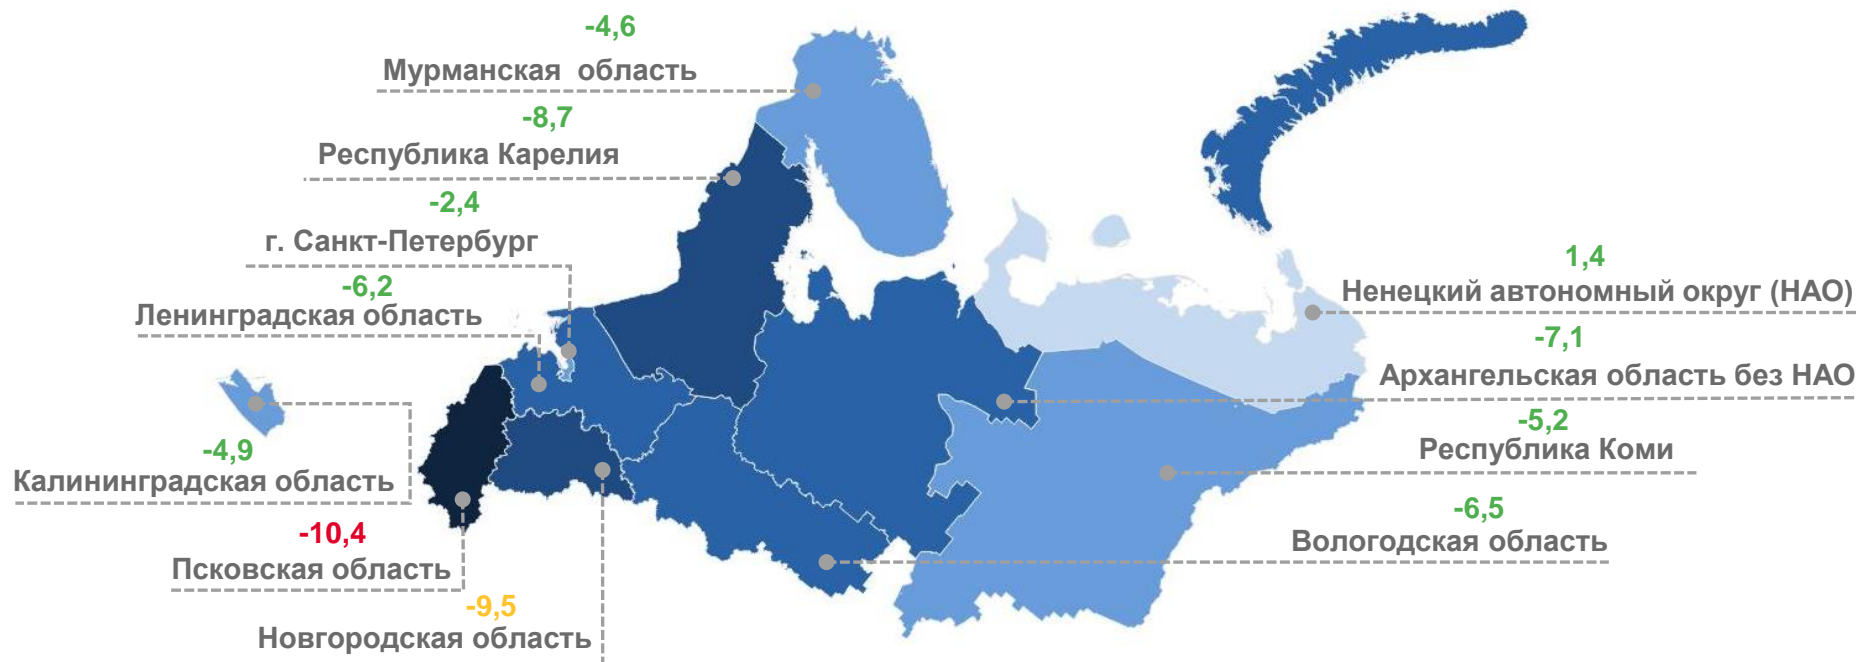 -4,6
Мурманская область
-8,7
Республика Карелия
-2,4
г. Санкт-Петербург
-6,2
Ленинградская область
-4,9
Калининградская область
-10,4
Псковская область
-9,5
Новгородская область
1,4
Ненецкий автономный округ (НАО)
-7,1
Архангельская область без НАО
-5,2
Республика Коми
-6,5
Вологодская область